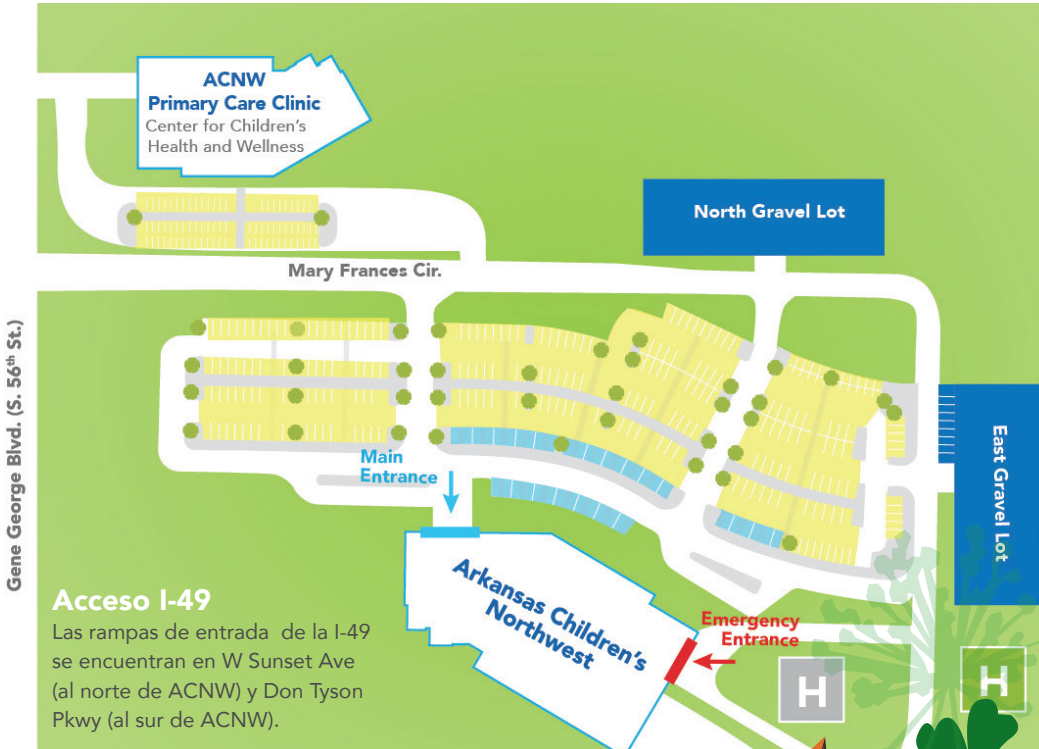 ACNW
Primary Care Clinic
Center for Children's
Health and Wellness
North Gravel Lot
Mary Frances Cir.
Gene George Blvd. (S. 56th St.)
East Gravel Lot
Main
Entrance
Arkansas Children's
Northwest
Emergency
Entrance
H
H
Acceso I-49
Las rampas de entrada de la I-49
se encuentran en W Sunset Ave
(al norte de ACNW) y Don Tyson
Pkwy (al sur de ACNW).